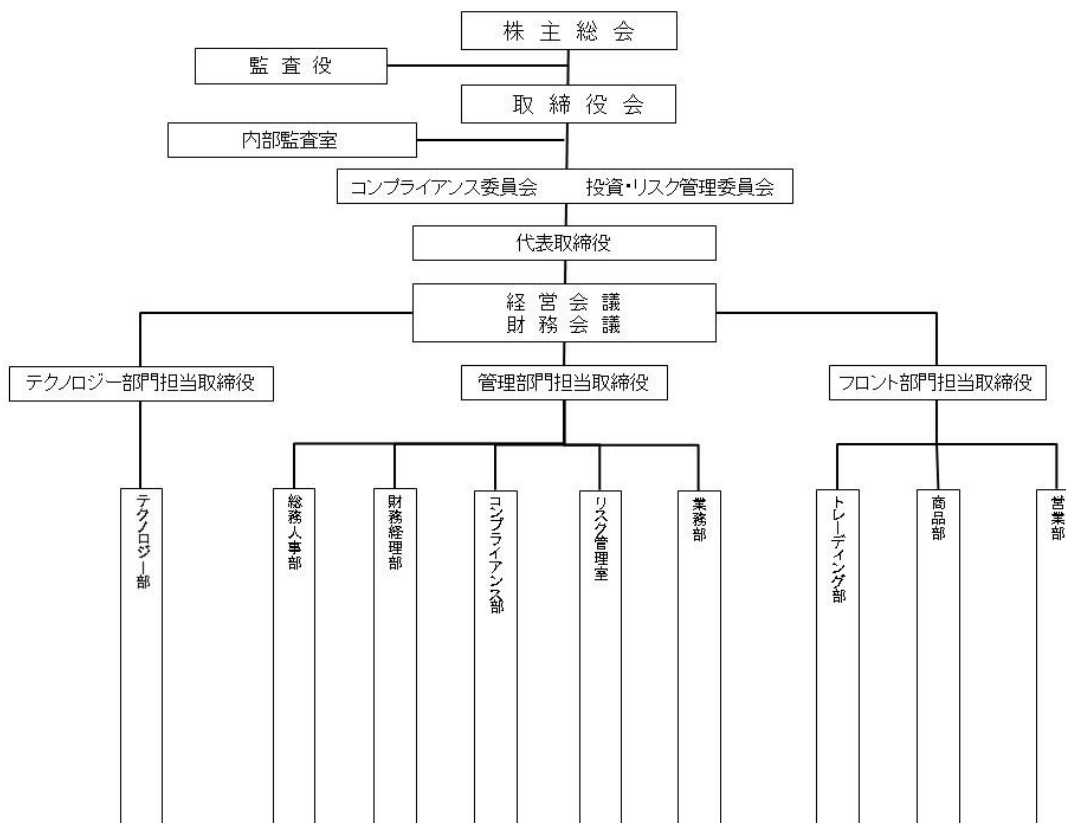 株主総会
監査役
取締役会
内部監査室
コンプライアンス委員会　投資・リスク管理委員会
代表取締役
経営会議
財務会議
テクノロジー部門担当取締役
管理部門担当取締役
フロント部門担当取締役
テクノロジー部
総務人事部
財務経理部
コンプライアンス部
リスク管理室
業務部
トレーディング部
商品部
営業部